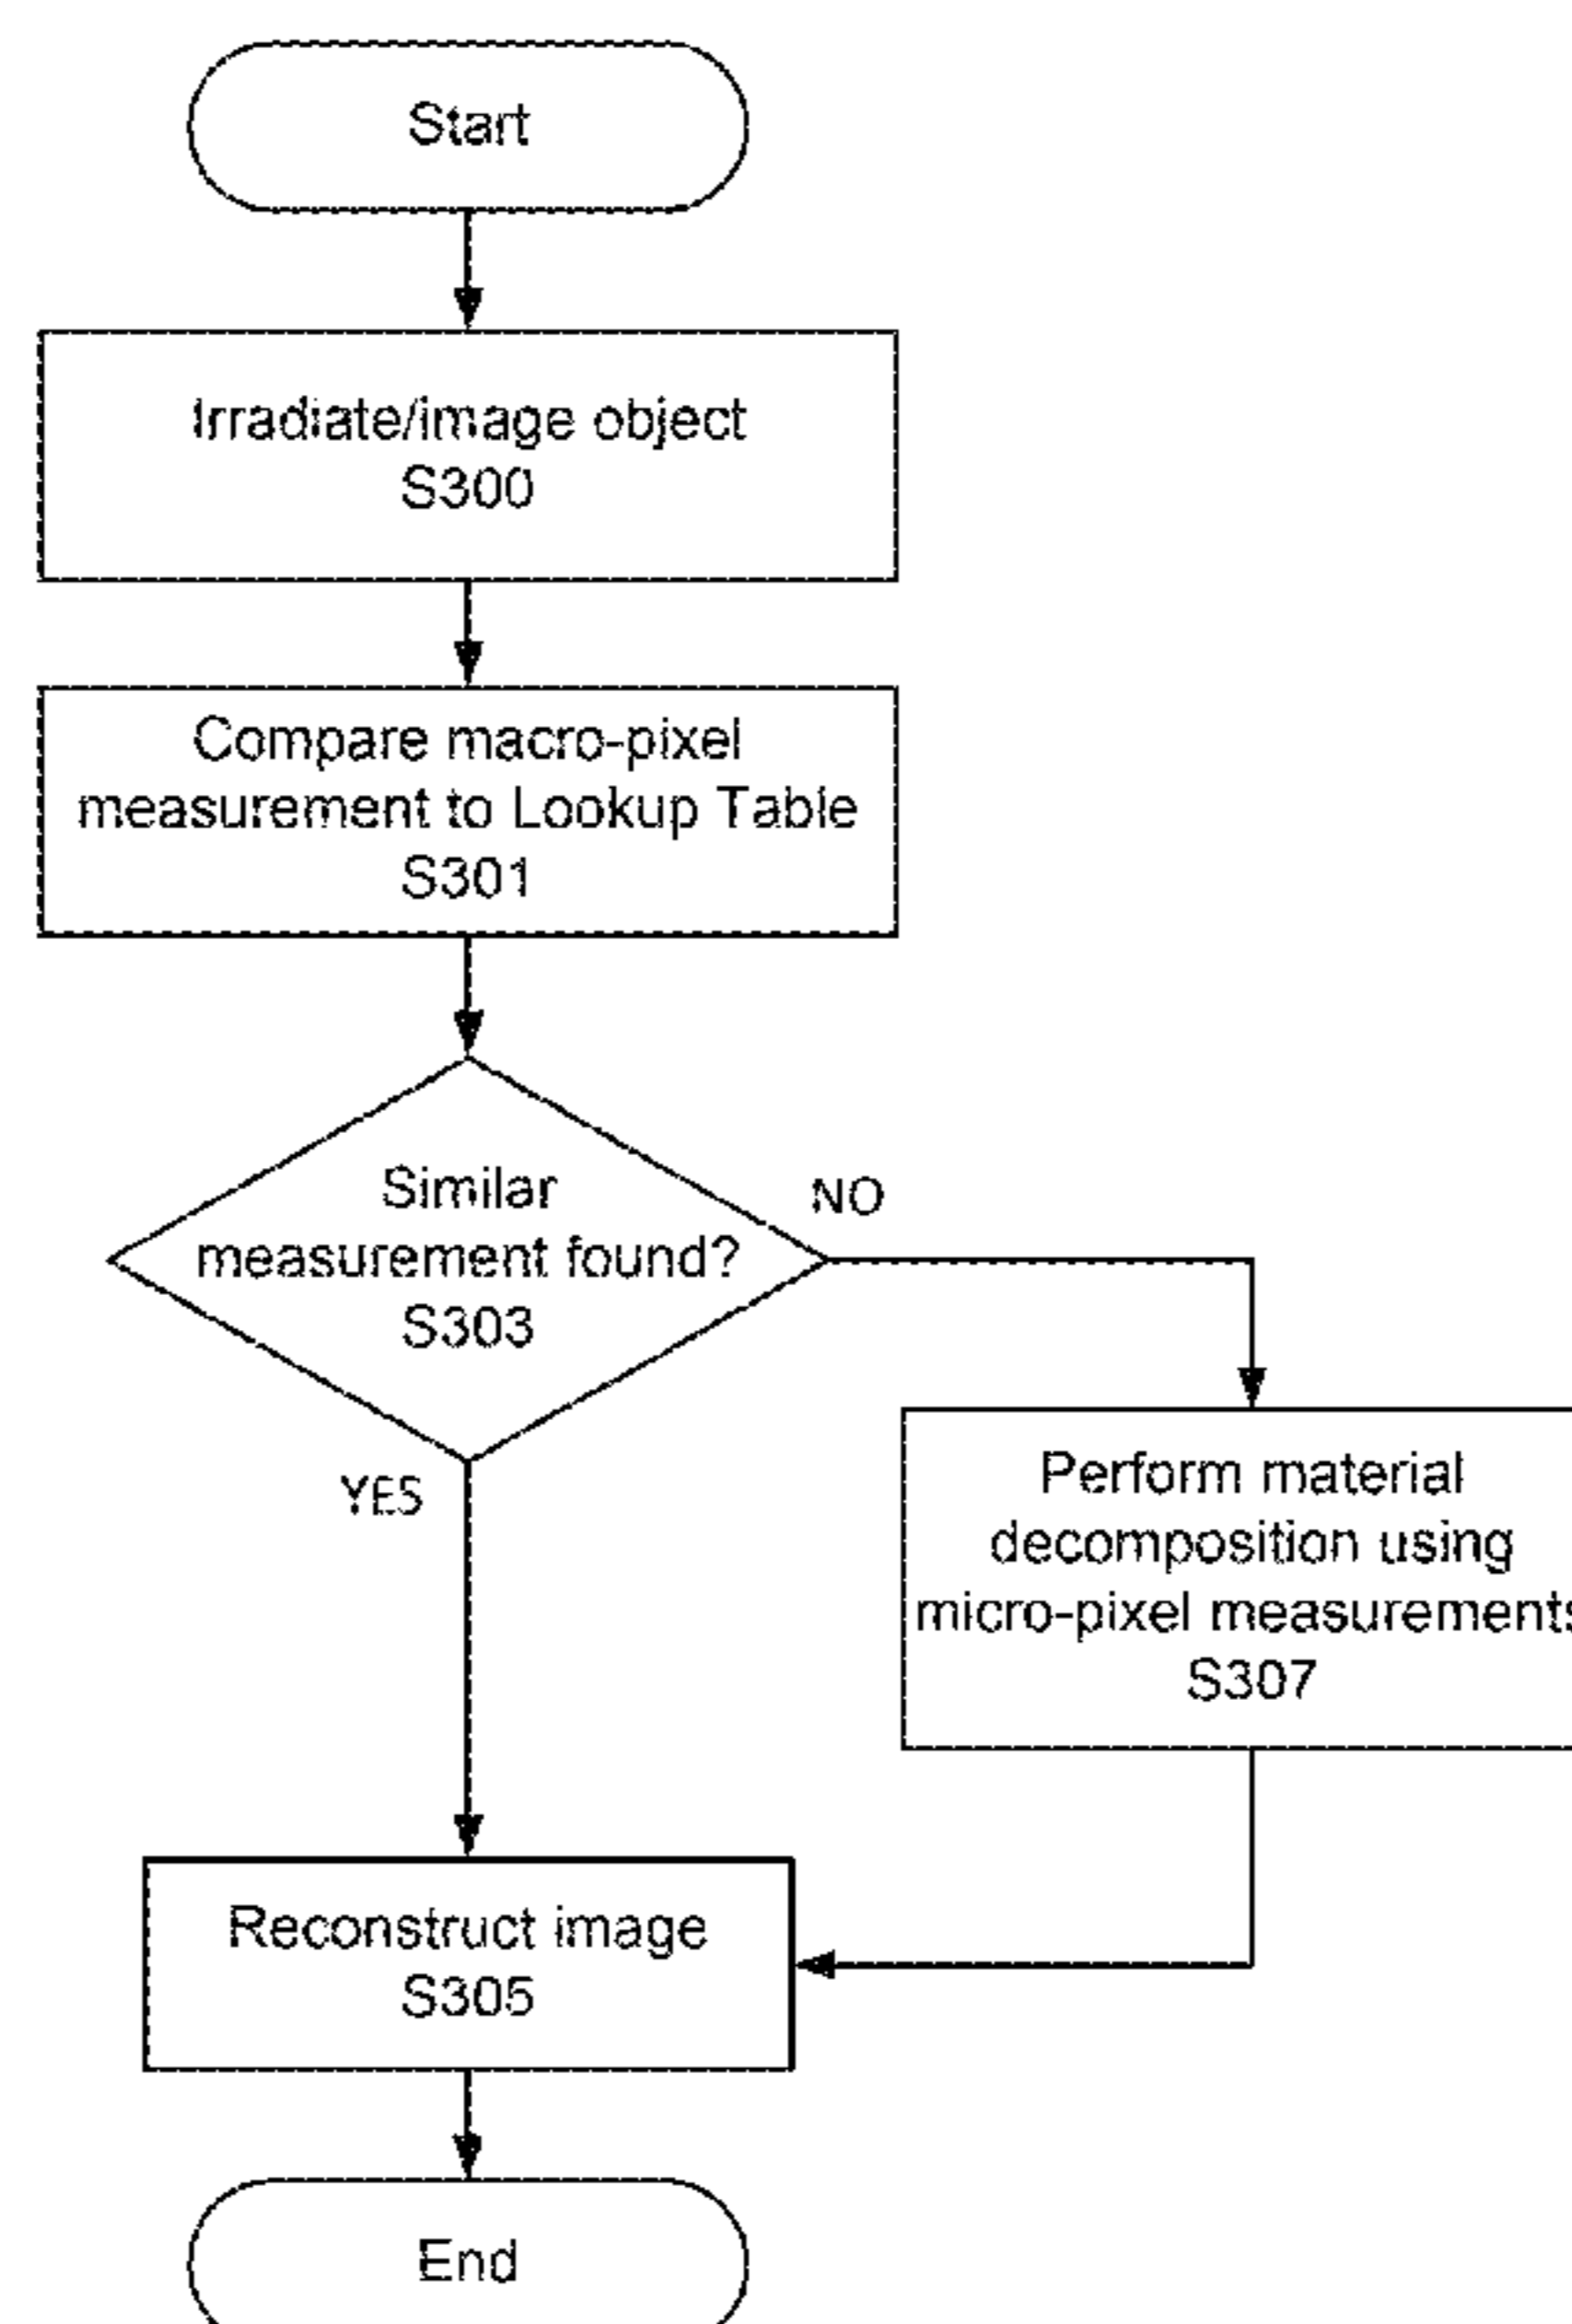 Start
Irradiate/image object
S300
Compare macro-pixel
measurement to Lookup Table
S301
Similar
measurement found?
S303
NO
YES
Perform material
decomposition using
micro-pixel measurements
S307
Reconstruct image
S305
End